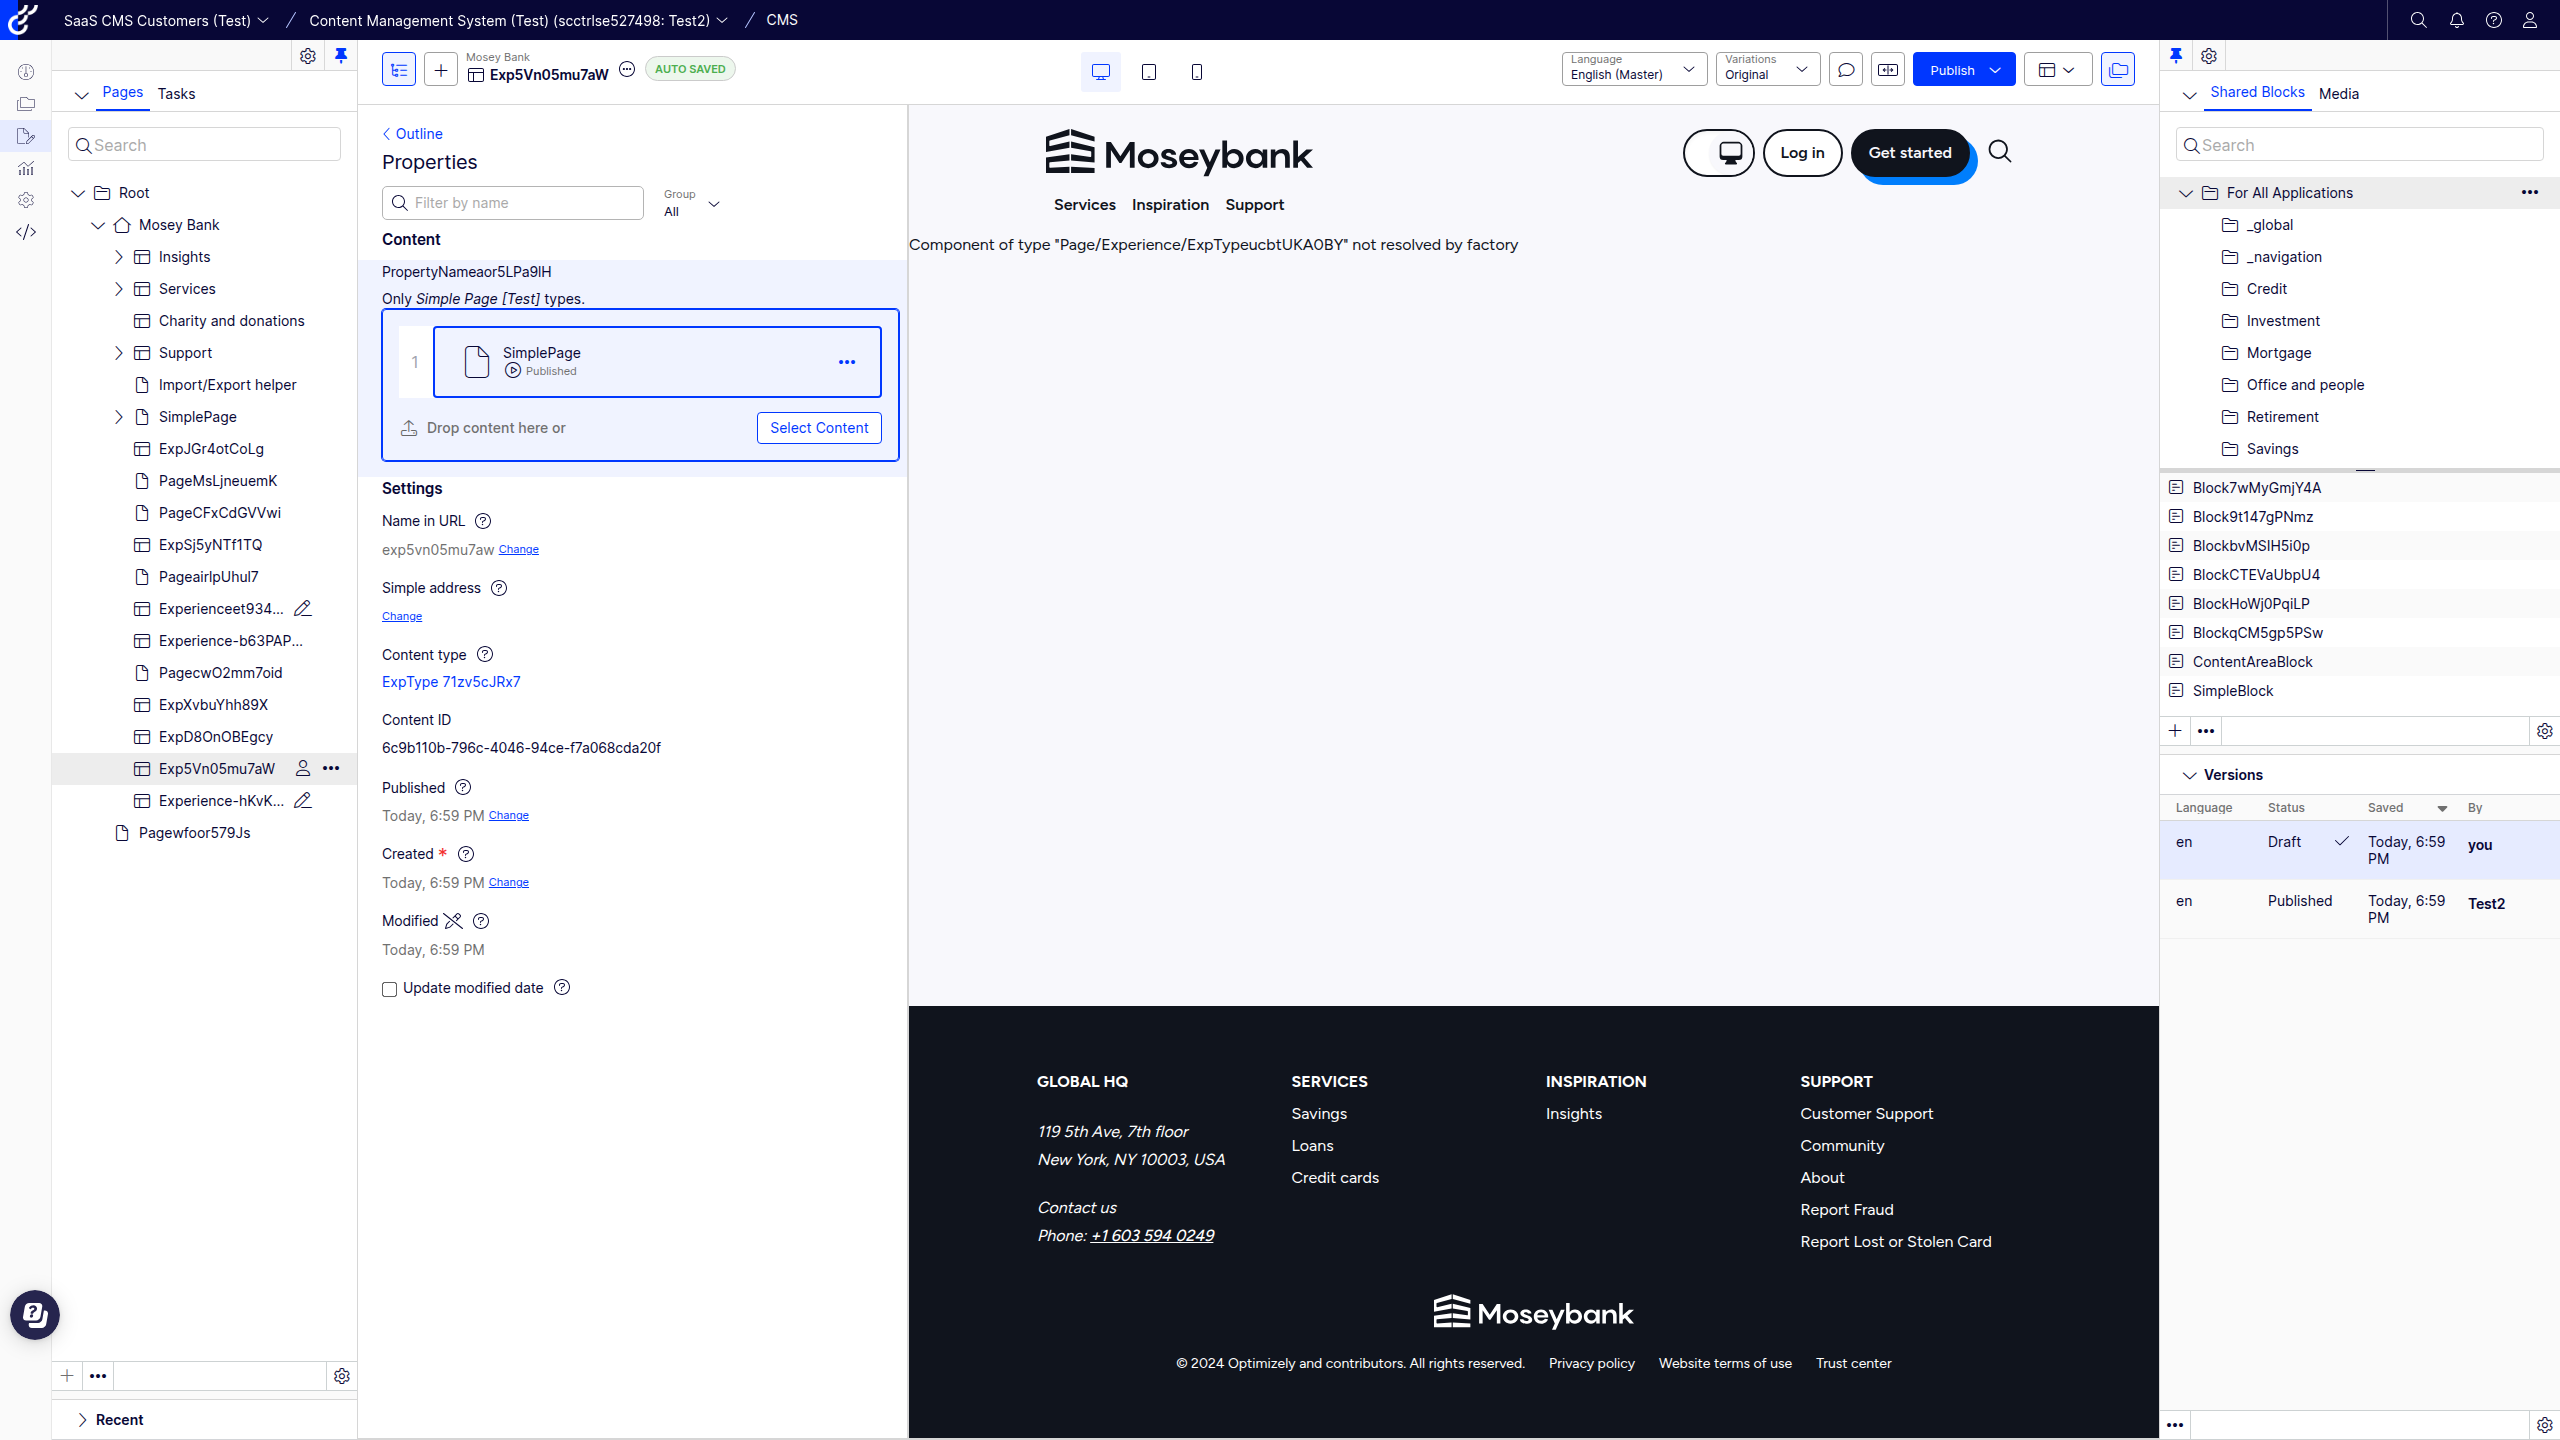 SaaS CMS Customers (Test)
Content Management System (Test) (scctrlse527498: Test2)
CMS
Pages
Tasks
Search
Root
Mosey Bank
Insights
Services
Charity and donations
Support
Import/Export helper
SimplePage
ExpJGr4otCoLg
PageMsLjneuemK
PageCFxCdGVVwi
ExpSj5yNTf1TQ
PageairlpUhul7
Experienceet934...
Experience-b63PAP...
PagecwO2mm7oid
ExpXvbuYhh89X
ExpD8OnOBEgcy
Exp5Vn05mu7aW
Experience-hKvK...
Pagewfoor579Js
Recent
Mosey Bank
Exp5Vn05mu7aW
AUTO SAVED
Language
English (Master)
Variations
Original
Publish
Outline
Properties
Filter by name
Group
All
Content
PropertyNameaor5LPa9lH
Only Simple Page [Test] types.
1
SimplePage
Published
Drop content here or
Select Content
Settings
Name in URL
exp5vn05mu7aw Change
Simple address
Change
Content type
ExpType 71zv5cJRx7
Content ID
6c9b110b-796c-4046-94ce-f7a068cda20f
Published
Today, 6:59 PM Change
Created *
Today, 6:59 PM Change
Modified
Today, 6:59 PM
Update modified date
Moseybank
Log in
Get started
Services
Inspiration
Support
Component of type "Page/Experience/ExpTypeucbtUKA0BY" not resolved by factory
GLOBAL HQ
119 5th Ave, 7th floor
New York, NY 10003, USA
Contact us
Phone: +1 603 594 0249
SERVICES
Savings
Loans
Credit cards
INSPIRATION
Insights
SUPPORT
Customer Support
Community
About
Report Fraud
Report Lost or Stolen Card
Moseybank
© 2024 Optimizely and contributors. All rights reserved.
Privacy policy
Website terms of use
Trust center
Shared Blocks
Media
Search
For All Applications
_global
_navigation
Credit
Investment
Mortgage
Office and people
Retirement
Savings
Block7wMyGmjY4A
Block9t147gPNmz
BlockbvMSIH5i0p
BlockCTEVaUbpU4
BlockHoWj0PqiLP
BlockqCM5gp5PSw
ContentAreaBlock
SimpleBlock
Versions
Language
Status
Saved
By
en
Draft
Today, 6:59
PM
you
en
Published
Today, 6:59
PM
Test2